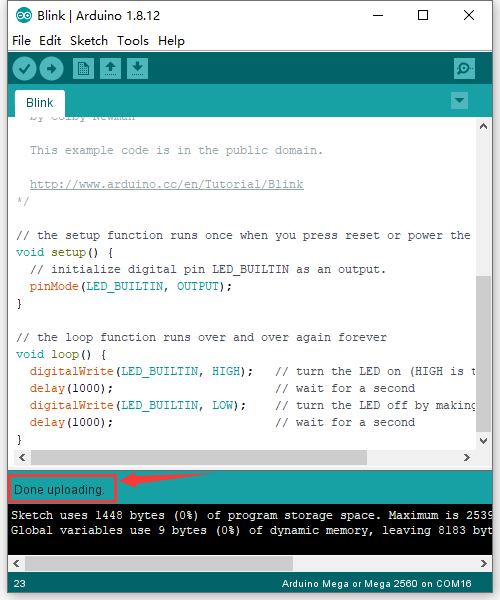 Blink | Arduino 1.8.12
File Edit Sketch Tools Help
Blink
by Colby Newman
This example code is in the public domain.
http://www.arduino.cc/en/Tutorial/Blink
*/
// the setup function runs once when you press reset or power the
void setup() {
// initialize digital pin LED_BUILTIN as an output.
pinMode(LED_BUILTIN, OUTPUT);
}
// the loop function runs over and over again forever
void loop() {
digitalWrite(LED_BUILTIN, HIGH); // turn the LED on (HIGH is t
delay(1000); // wait for a second
digitalWrite(LED_BUILTIN, LOW); // turn the LED off by making
delay(1000); // wait for a second
}
Done uploading.
Sketch uses 1448 bytes (0%) of program storage space. Maximum is 2539
Global variables use 9 bytes (0%) of dynamic memory, leaving 8183 byt
23 Arduino Mega or Mega 2560 on COM16